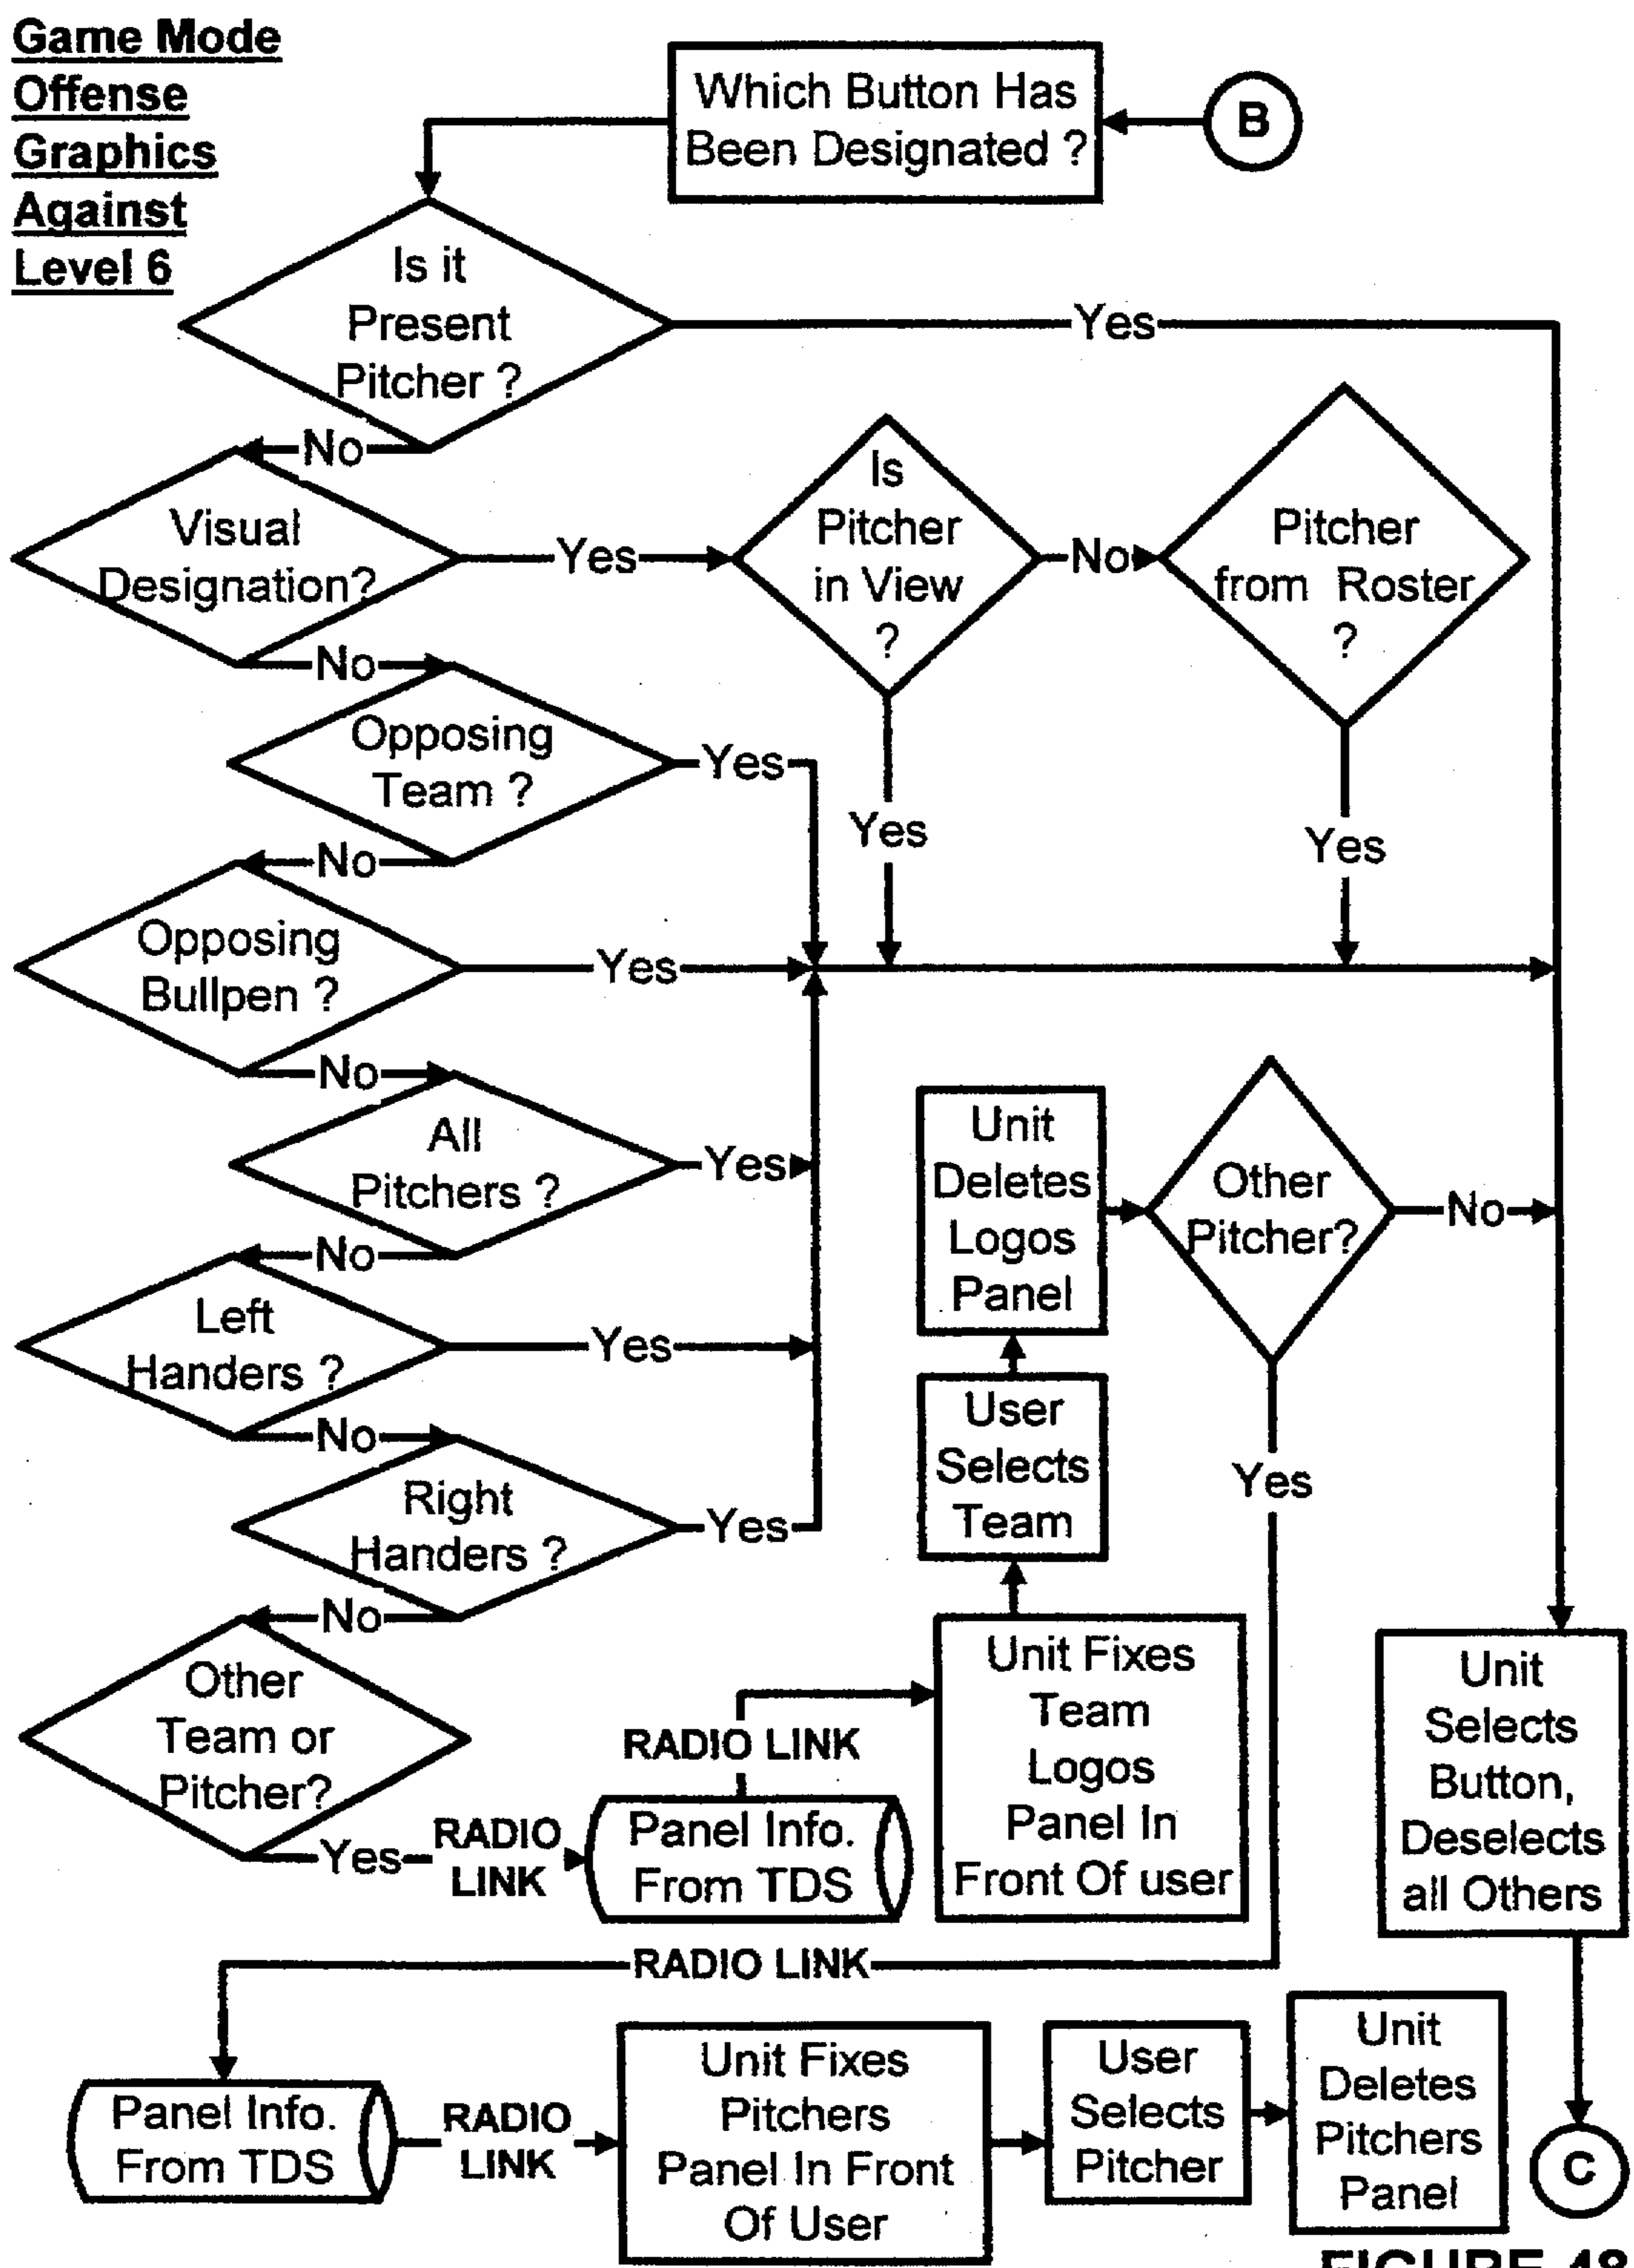 Game Mode
Offense
Graphics
Against
Level 6
Which Button Has
Been Designated ?
B
Is it
Present
Pitcher ?
Yes
No
Visual
Designation?
Yes
Is
Pitcher
in View
?
No
Pitcher
from Roster
?
No
Opposing
Team ?
Yes
Yes
Yes
No
Opposing
Bullpen ?
Yes
No
All
Pitchers ?
Yes
Unit
Deletes
Logos
Panel
Other
Pitcher?
No
No
Left
Handers ?
Yes
User
Selects
Team
Yes
No
Right
Handers ?
Yes
No
Other
Team or
Pitcher?
Yes
RADIO
LINK
Panel Info.
From TDS
RADIO LINK
Unit Fixes
Team
Logos
Panel In
Front Of user
Unit
Selects
Button,
Deselects
all Others
RADIO LINK
Panel Info.
From TDS
RADIO
LINK
Unit Fixes
Pitchers
Panel In Front
Of User
User
Selects
Pitcher
Unit
Deletes
Pitchers
Panel
C
FIGURE 48